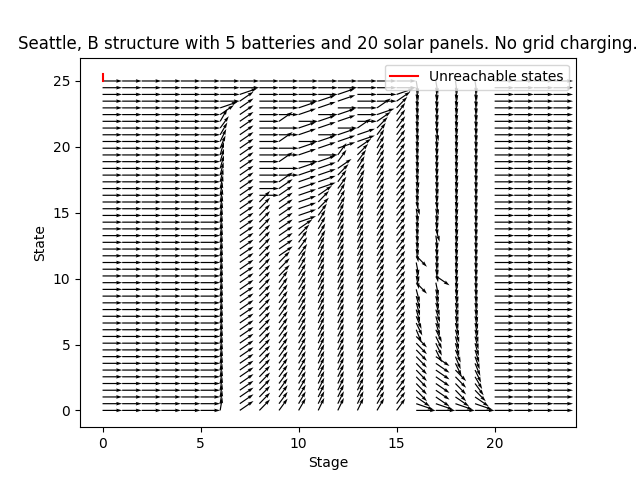 Seattle, B structure with 5 batteries and 20 solar panels. No grid charging.
Unreachable states
25
20
15
10
5
0
State
0 5 10 15 20
Stage